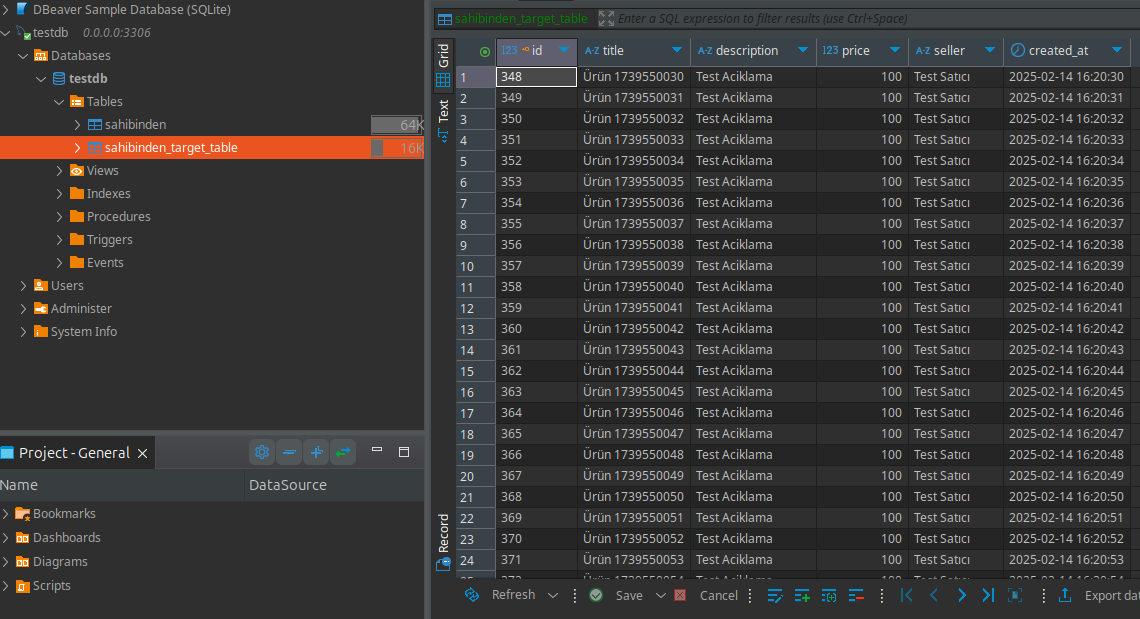 DBeaver Sample Database (SQLite)
testdb 0.0.0.0:3306
Databases
testdb
Tables
sahibinden 64K
sahibinden_target_table 16K
Views
Indexes
Procedures
Triggers
Events
Users
Administer
System Info
Project - General
Name DataSource
Bookmarks
Dashboards
Diagrams
Scripts
sahibinden_target_table Enter a SQL expression to filter results (use Ctrl+Space)
Grid
Text
Record
123 id A-Z title A-Z description 123 price A-Z seller created_at
1 348 Ürün 1739550030 Test Aciklama 100 Test Satıcı 2025-02-14 16:20:30
2 349 Ürün 1739550031 Test Aciklama 100 Test Satıcı 2025-02-14 16:20:31
3 350 Ürün 1739550032 Test Aciklama 100 Test Satıcı 2025-02-14 16:20:32
4 351 Ürün 1739550033 Test Aciklama 100 Test Satıcı 2025-02-14 16:20:33
5 352 Ürün 1739550034 Test Aciklama 100 Test Satıcı 2025-02-14 16:20:34
6 353 Ürün 1739550035 Test Aciklama 100 Test Satıcı 2025-02-14 16:20:35
7 354 Ürün 1739550036 Test Aciklama 100 Test Satıcı 2025-02-14 16:20:36
8 355 Ürün 1739550037 Test Aciklama 100 Test Satıcı 2025-02-14 16:20:37
9 356 Ürün 1739550038 Test Aciklama 100 Test Satıcı 2025-02-14 16:20:38
10 357 Ürün 1739550039 Test Aciklama 100 Test Satıcı 2025-02-14 16:20:39
11 358 Ürün 1739550040 Test Aciklama 100 Test Satıcı 2025-02-14 16:20:40
12 359 Ürün 1739550041 Test Aciklama 100 Test Satıcı 2025-02-14 16:20:41
13 360 Ürün 1739550042 Test Aciklama 100 Test Satıcı 2025-02-14 16:20:42
14 361 Ürün 1739550043 Test Aciklama 100 Test Satıcı 2025-02-14 16:20:43
15 362 Ürün 1739550044 Test Aciklama 100 Test Satıcı 2025-02-14 16:20:44
16 363 Ürün 1739550045 Test Aciklama 100 Test Satıcı 2025-02-14 16:20:45
17 364 Ürün 1739550046 Test Aciklama 100 Test Satıcı 2025-02-14 16:20:46
18 365 Ürün 1739550047 Test Aciklama 100 Test Satıcı 2025-02-14 16:20:47
19 366 Ürün 1739550048 Test Aciklama 100 Test Satıcı 2025-02-14 16:20:48
20 367 Ürün 1739550049 Test Aciklama 100 Test Satıcı 2025-02-14 16:20:49
21 368 Ürün 1739550050 Test Aciklama 100 Test Satıcı 2025-02-14 16:20:50
22 369 Ürün 1739550051 Test Aciklama 100 Test Satıcı 2025-02-14 16:20:51
23 370 Ürün 1739550052 Test Aciklama 100 Test Satıcı 2025-02-14 16:20:52
24 371 Ürün 1739550053 Test Aciklama 100 Test Satıcı 2025-02-14 16:20:53
Refresh Save Cancel Export dat